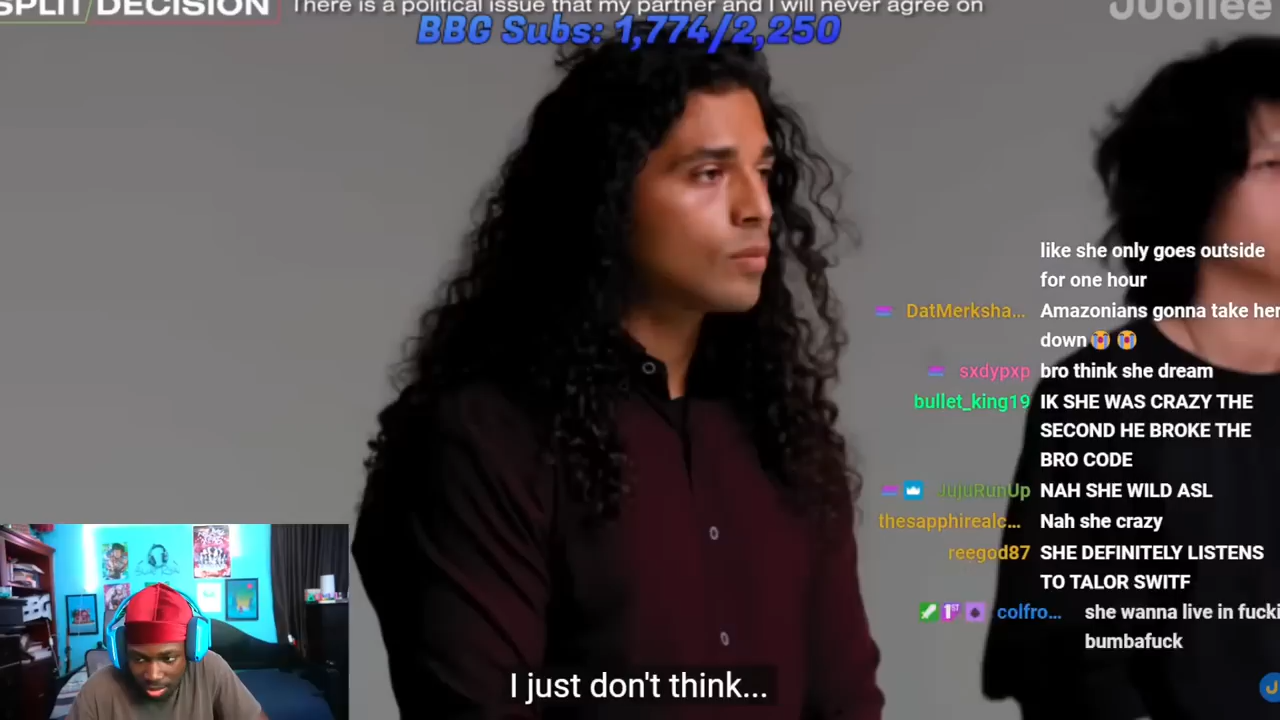 SPLIT DECISION There is a political issue that my partner and I will never agree on
Jubilee
BBG Subs: 1,774/2,250
like she only goes outside
for one hour
DatMerksha... Amazonians gonna take her
down
sxdypxp bro think she dream
bullet_king19 IK SHE WAS CRAZY THE
SECOND HE BROKE THE
BRO CODE
JujuRunUp NAH SHE WILD ASL
thesapphirealc... Nah she crazy
reegod87 SHE DEFINITELY LISTENS
TO TALOR SWITF
1ST colfro... she wanna live in fucki
bumbafuck
I just don't think...
J